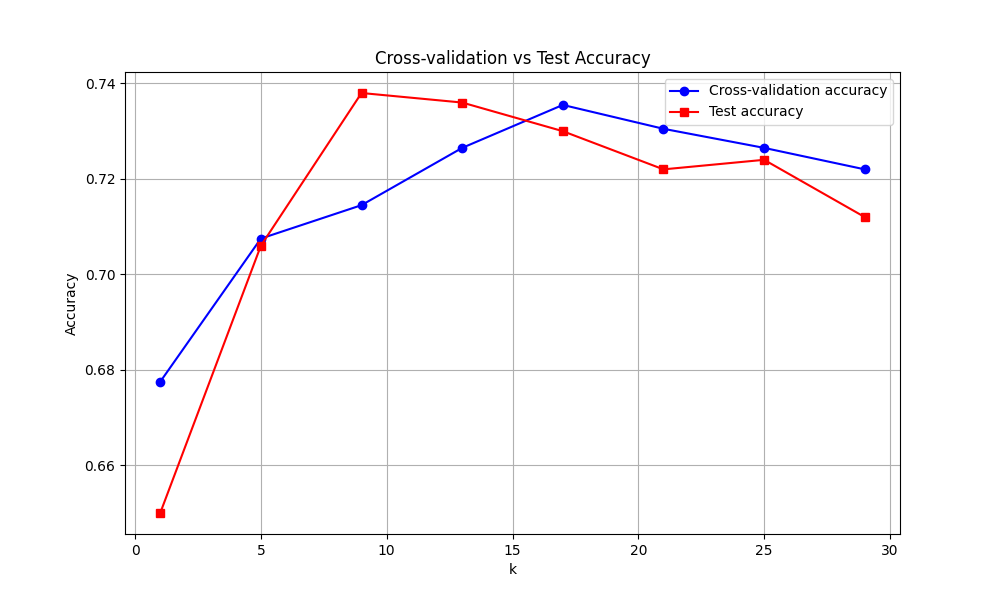 Cross-validation vs Test Accuracy
Cross-validation accuracy
Test accuracy
0.74
0.72
0.70
0.68
0.66
Accuracy
0 5 10 15 20 25 30
k